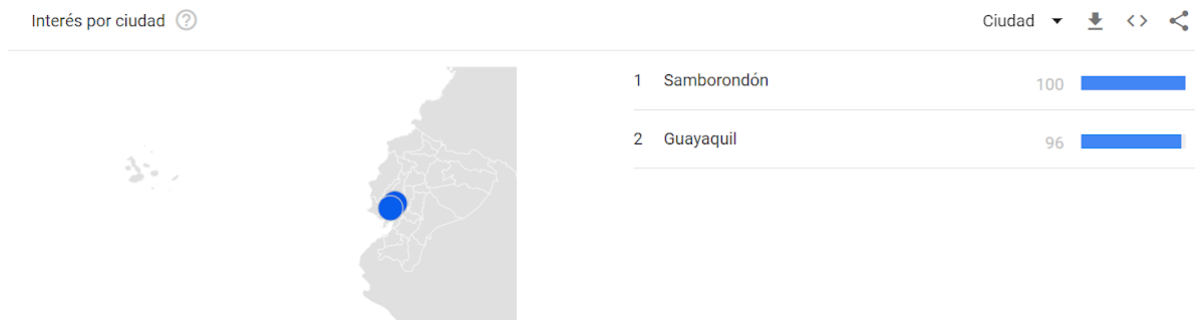 Interés por ciudad ?
Ciudad
1 Samborondón 100
2 Guayaquil 96